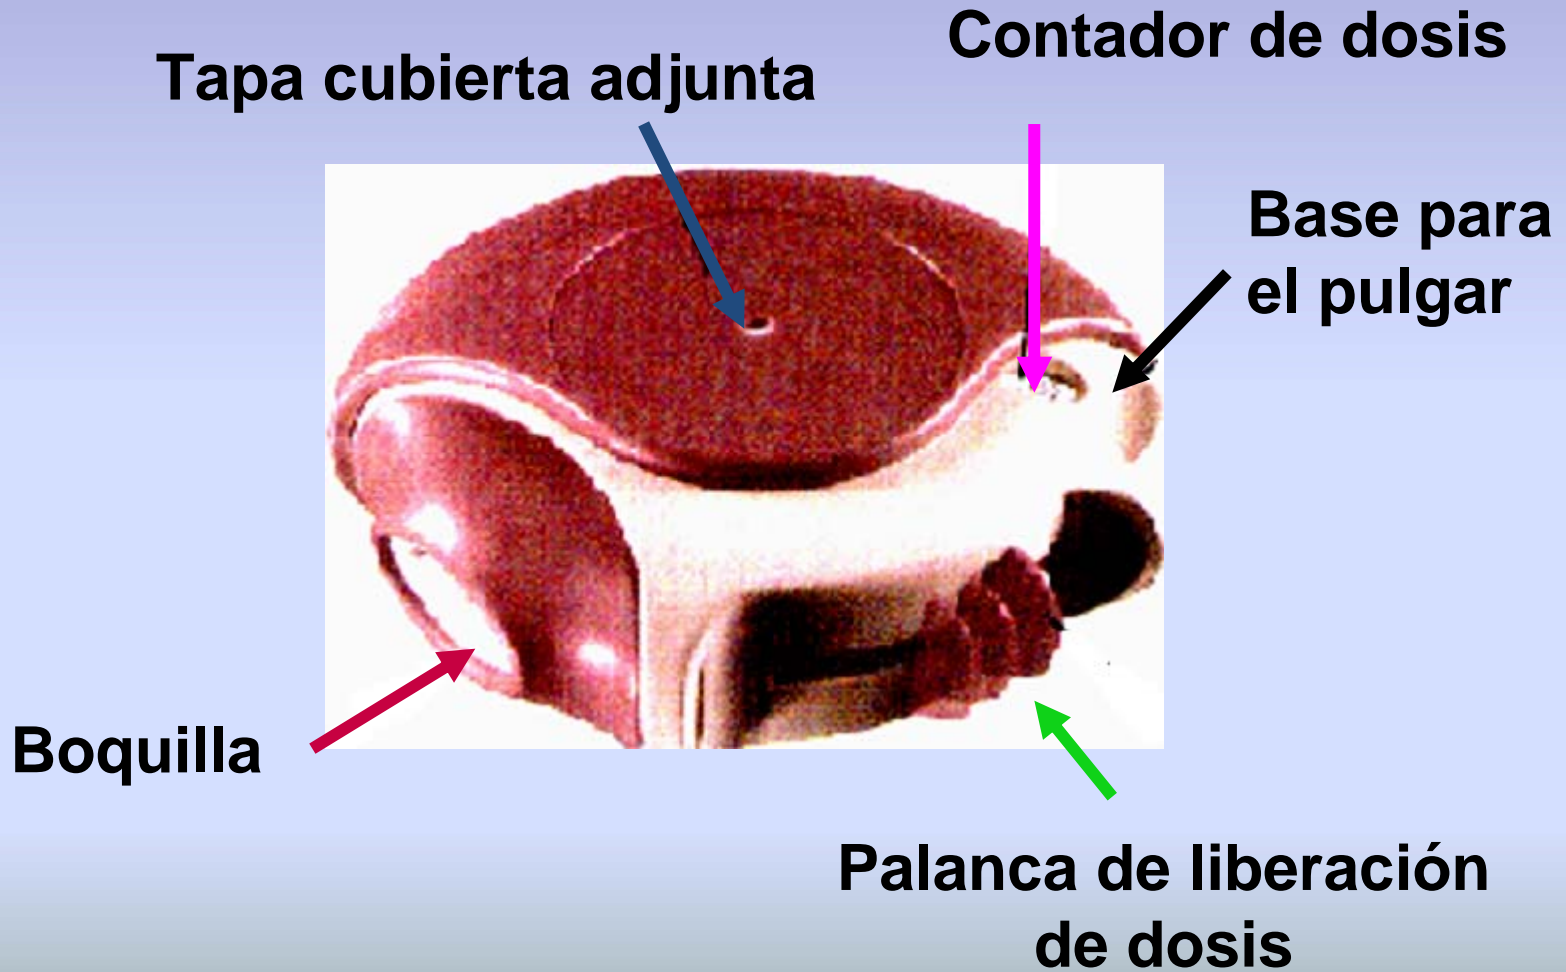 Contador de dosis
Tapa cubierta adjunta
Base para
el pulgar
Boquilla
Palanca de liberación
de dosis